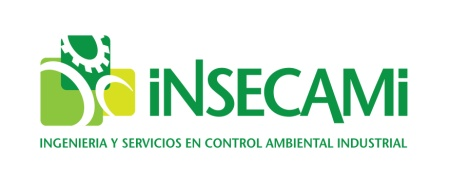 iNSECAMi
INGENIERIA Y SERVICIOS EN CONTROL AMBIENTAL INDUSTRIAL